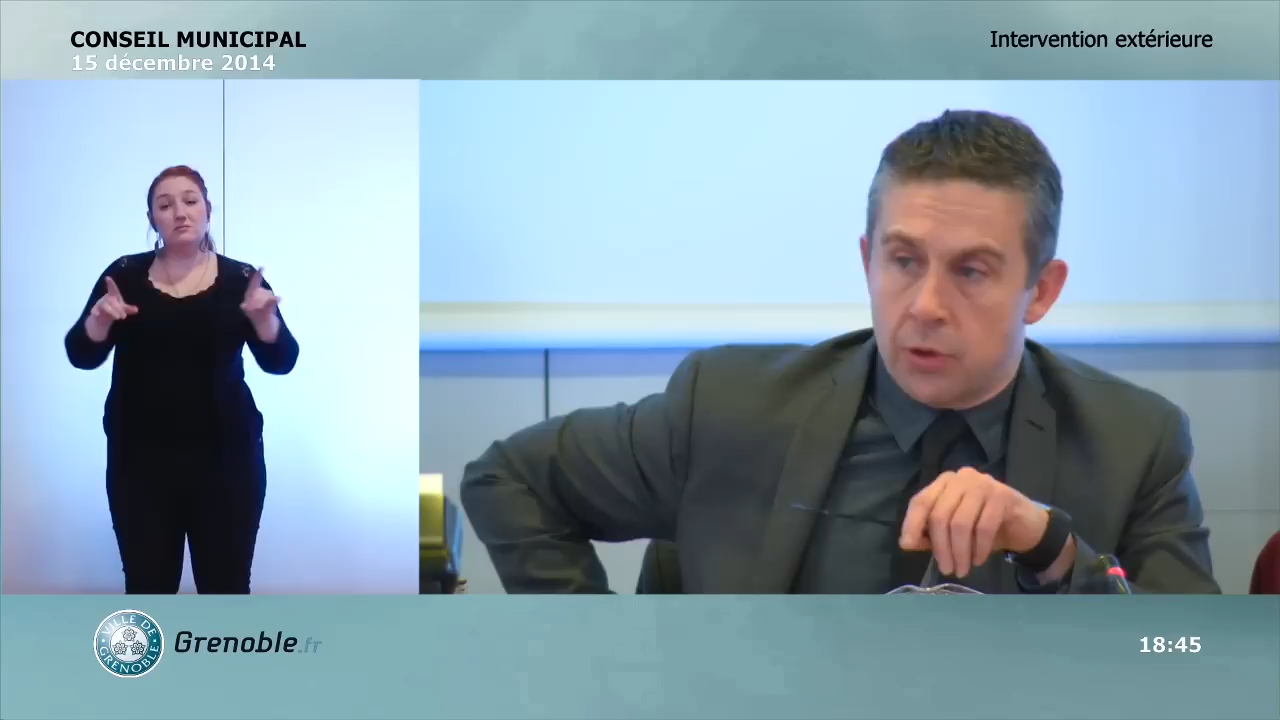 CONSEIL MUNICIPAL
15 décembre 2014
Intervention extérieure
VILLE DE GRENOBLE
Grenoble.fr
18:45